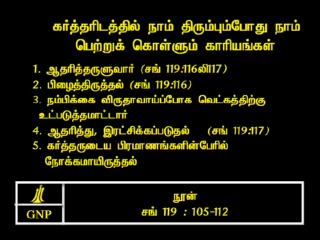 கர்த்தரிடத்தில் நாம் திரும்பும்போது நாம்
பெற்றுக் கொள்ளும் காரியங்கள்
1. ஆதரித்தருளுவார் (சங் 119:116லி117)
2. பிழைத்திருத்தல் (சங் 119:116)
3. நம்பிக்கை விருதாவாய்ப்போக வெட்கத்திற்கு
உட்படுத்தமாட்டார்
4. ஆதரித்து, இரட்சிக்கப்படுதல் (சங் 119:117)
5. கர்த்தருடைய பிரமாணங்களின்பேரில்
நோக்கமாயிருத்தல்
GNP
நூன்
சங் 119 : 105-112